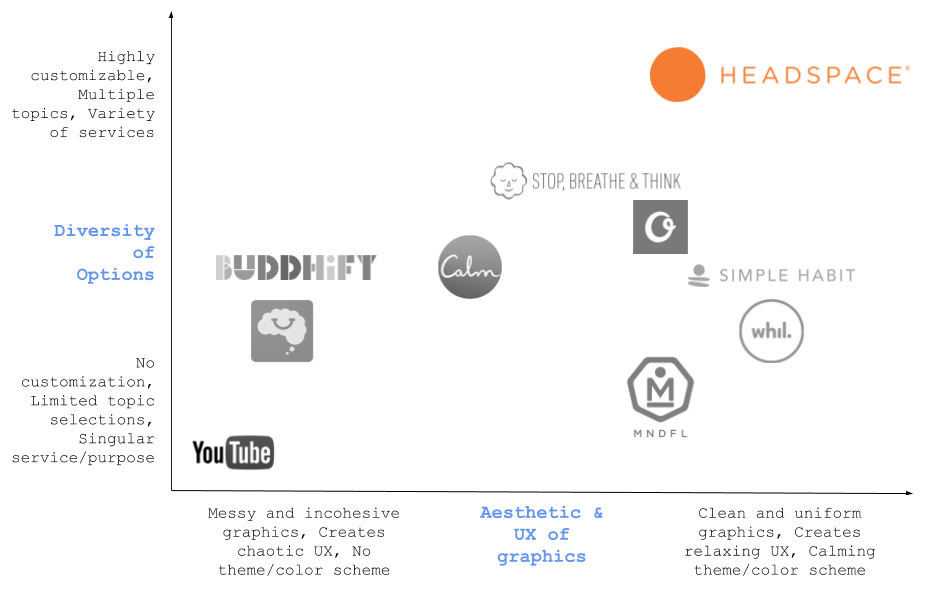 Highly
customizable,
Multiple
topics, Variety
of services
HEADSPACE®
STOP, BREATHE & THINK
Diversity
of
Options
BUDDHiFY
Calm
SIMPLE HABIT
whil.
No
customization,
Limited topic
selections,
Singular
service/purpose
M
MNDFL
YouTube
Messy and incohesive
graphics, Creates
chaotic UX, No
theme/color scheme
Aesthetic &
UX of
graphics
Clean and uniform
graphics, Creates
relaxing UX, Calming
theme/color scheme